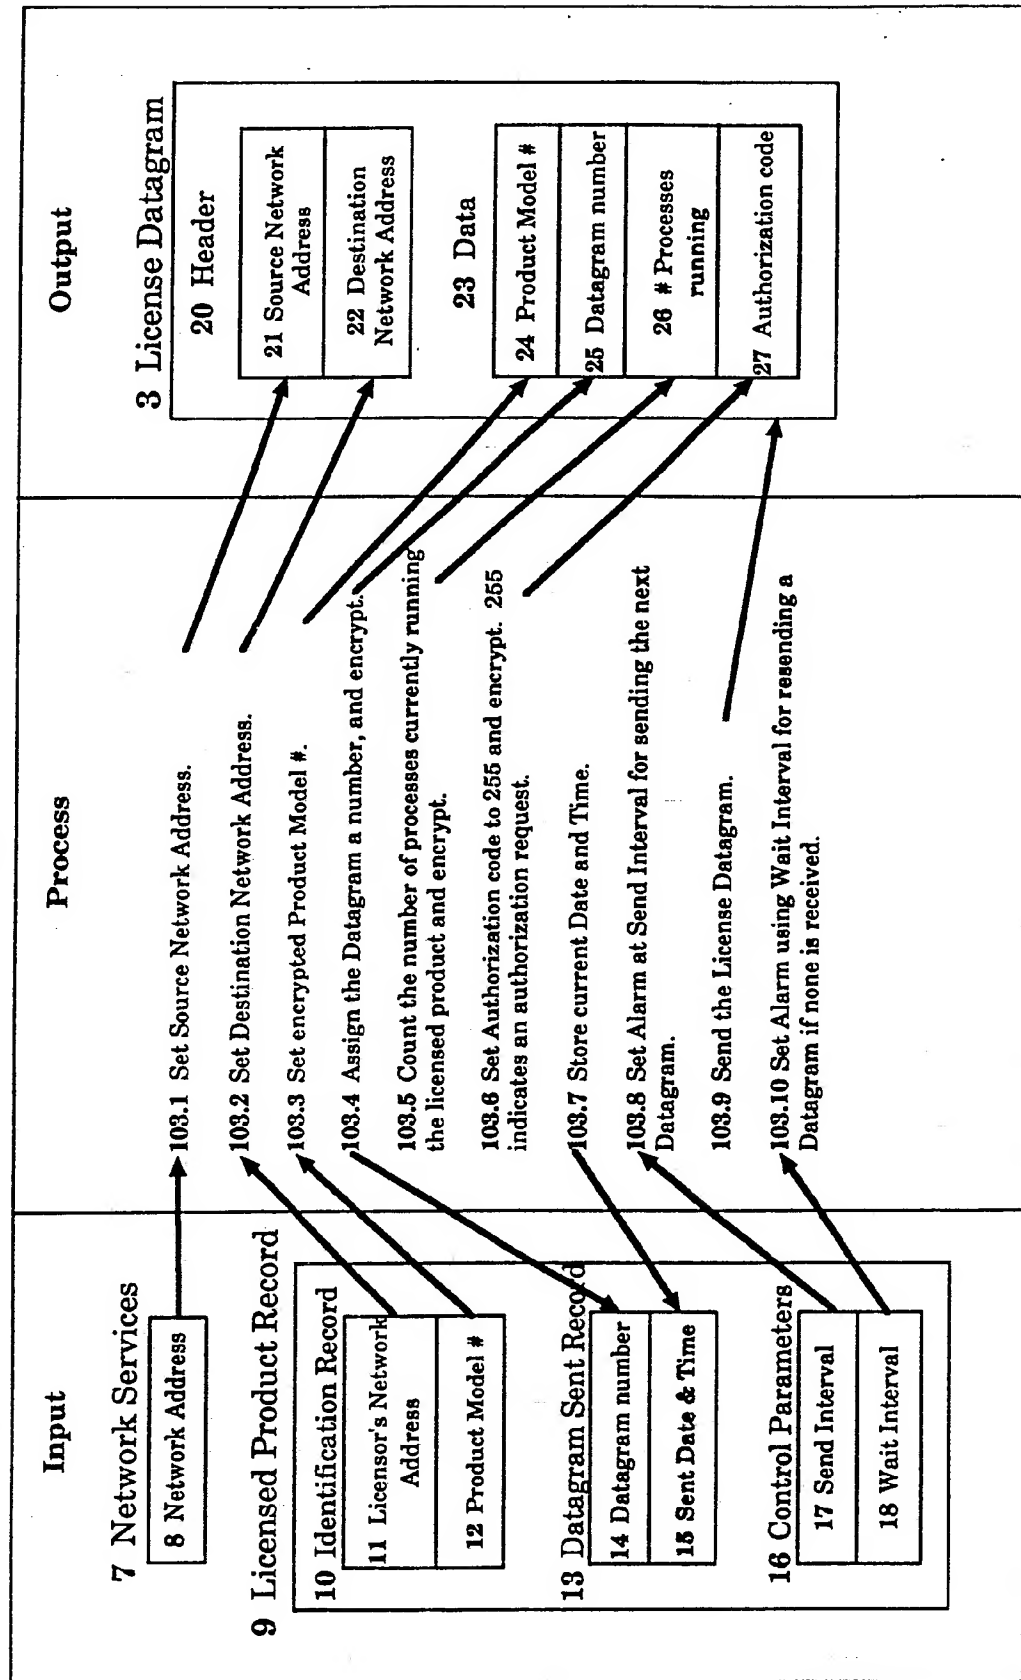 Input
7 Network Services
8 Network Address
9 Licensed Product Record
10 Identification Record
11 Licensor's Network
Address
12 Product Model #
13 Datagram Sent Record
14 Datagram number
15 Sent Date & Time
16 Control Parameters
17 Send Interval
18 Wait Interval
Process
103.1 Set Source Network Address.
103.2 Set Destination Network Address.
103.3 Set encrypted Product Model #.
103.4 Assign the Datagram a number, and encrypt.
103.5 Count the number of processes currently running
the licensed product and encrypt.
103.6 Set Authorization code to 255 and encrypt. 255
indicates an authorization request.
103.7 Store current Date and Time.
103.8 Set Alarm at Send Interval for sending the next
Datagram.
103.9 Send the License Datagram.
103.10 Set Alarm using Wait Interval for resending a
Datagram if none is received.
Output
3 License Datagram
20 Header
21 Source Network
Address
22 Destination
Network Address
23 Data
24 Product Model #
25 Datagram number
26 # Processes
running
27 Authorization code